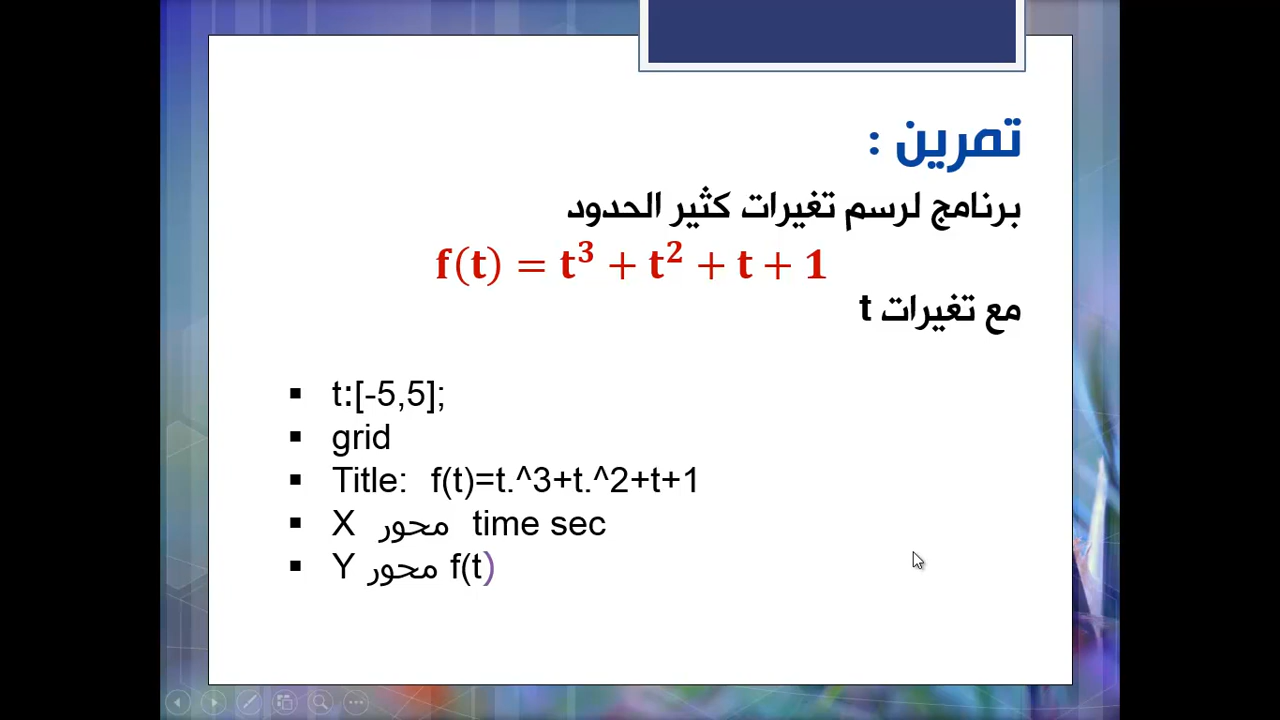 تمرين :
برنامج لرسم تغيرات كثير الحدود
f(t) = t³ + t² + t + 1
مع تغيرات t
▪ t:[-5,5];
▪ grid
▪ Title: f(t)=t.^3+t.^2+t+1
▪ X محور time sec
▪ Y محور f(t)